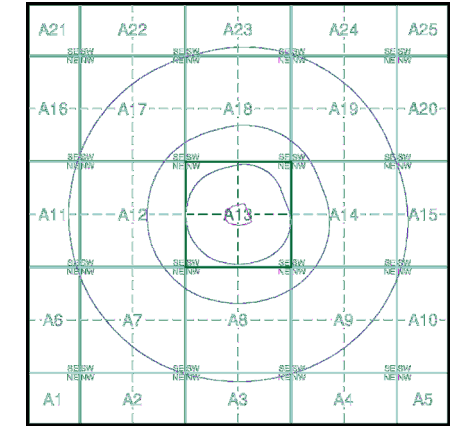 A21 A22 A23 A24 A25
SE SW SE SW SE SW SE SW
NE NW NE NW NE NW NE NW
A16 A17 A18 A19 A20
SE SW SE SW SE SW SE SW
NE NW NE NW NE NW NE NW
A11 A12 A13 A14 A15
SE SW SE SW SE SW SE SW
NE NW NE NW NE NW NE NW
A6 A7 A8 A9 A10
SE SW SE SW SE SW SE SW
NE NW NE NW NE NW NE NW
A1 A2 A3 A4 A5